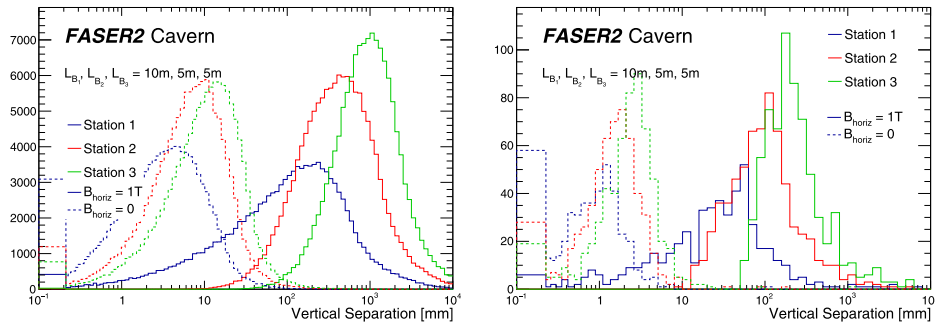 FASER2 Cavern
L_B1, L_B2, L_B3 = 10m, 5m, 5m
Station 1
Station 2
Station 3
B_horiz = 1T
B_horiz = 0
7000
6000
5000
4000
3000
2000
1000
0
10^-1 1 10 10^2 10^3 10^4
Vertical Separation [mm]
FASER2 Cavern
L_B1, L_B2, L_B3 = 10m, 5m, 5m
Station 1
Station 2
Station 3
B_horiz = 1T
B_horiz = 0
100
80
60
40
20
0
10^-1 1 10 10^2 10^3 10
Vertical Separation [mm]